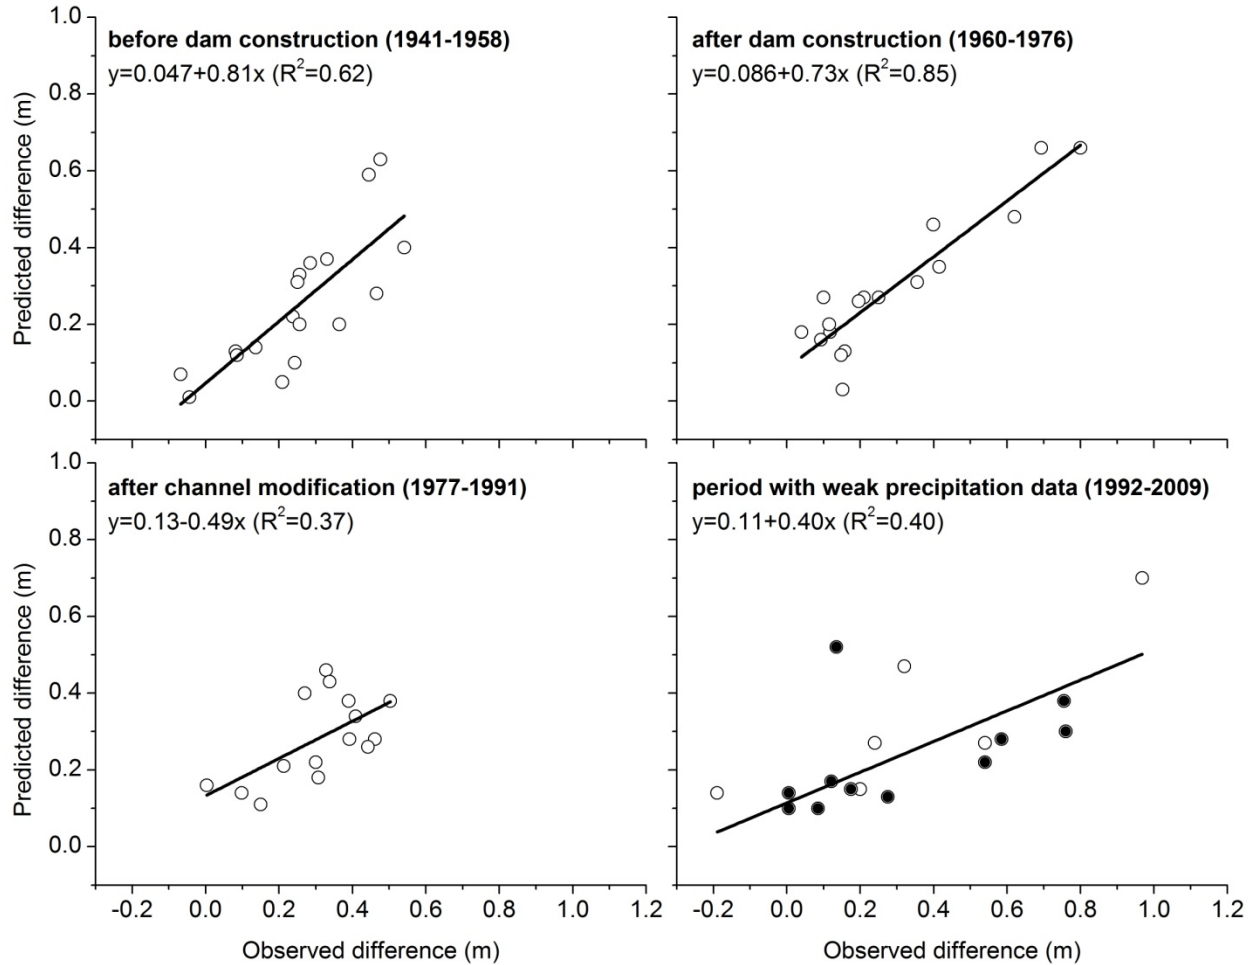 before dam construction (1941-1958)
y=0.047+0.81x (R²=0.62)
after dam construction (1960-1976)
y=0.086+0.73x (R²=0.85)
1.0
0.8
0.6
0.4
0.2
0.0
Predicted difference (m)
after channel modification (1977-1991)
y=0.13-0.49x (R²=0.37)
period with weak precipitation data (1992-2009)
y=0.11+0.40x (R²=0.40)
1.0
0.8
0.6
0.4
0.2
0.0
Predicted difference (m)
-0.2 0.0 0.2 0.4 0.6 0.8 1.0 1.2
-0.2 0.0 0.2 0.4 0.6 0.8 1.0 1.2
Observed difference (m)
Observed difference (m)